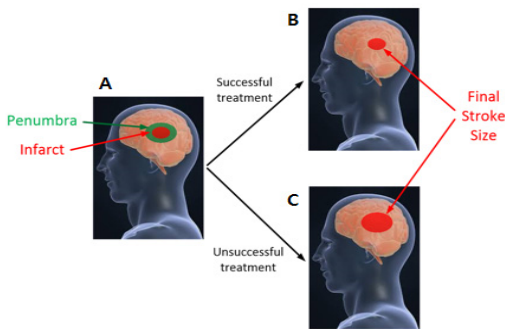 A
Penumbra
Infarct
Successful
treatment
B
Unsuccessful
treatment
C
Final
Stroke
Size